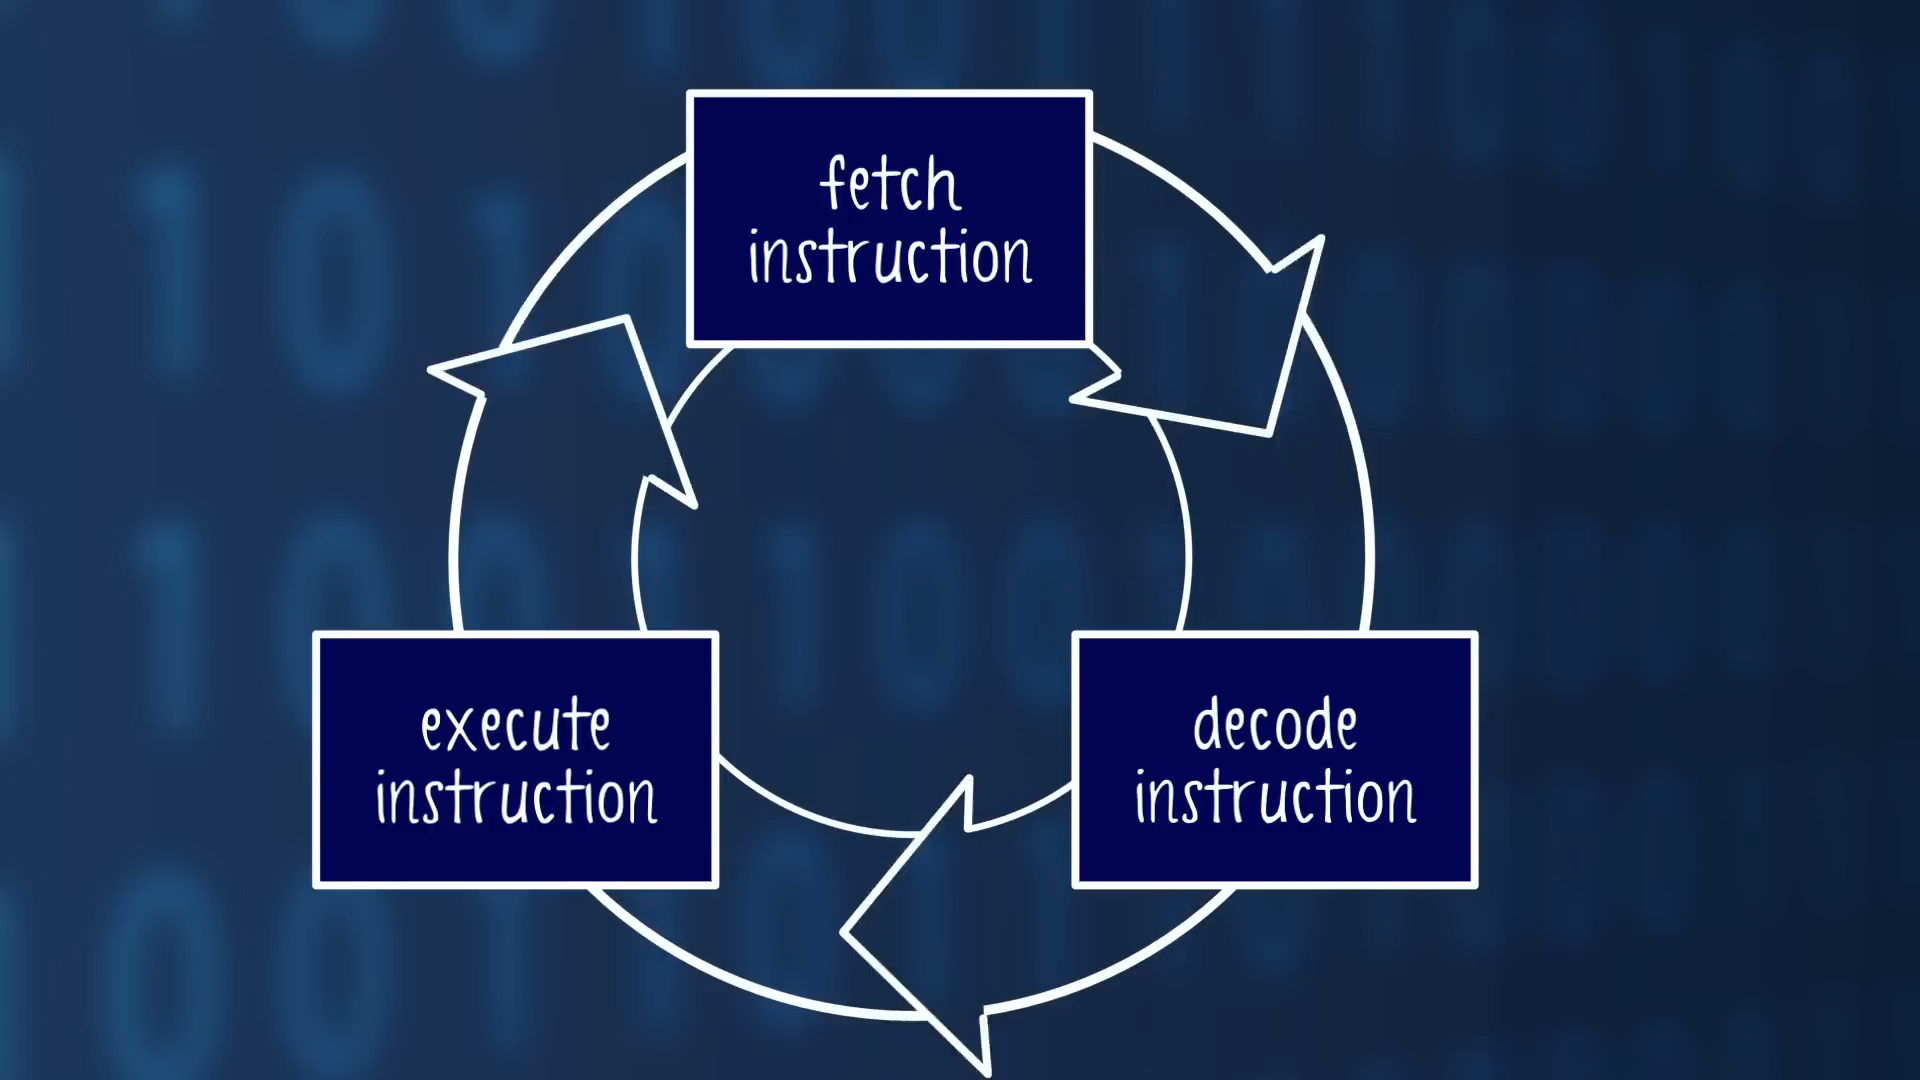 fetch
instruction
execute
instruction
decode
instruction